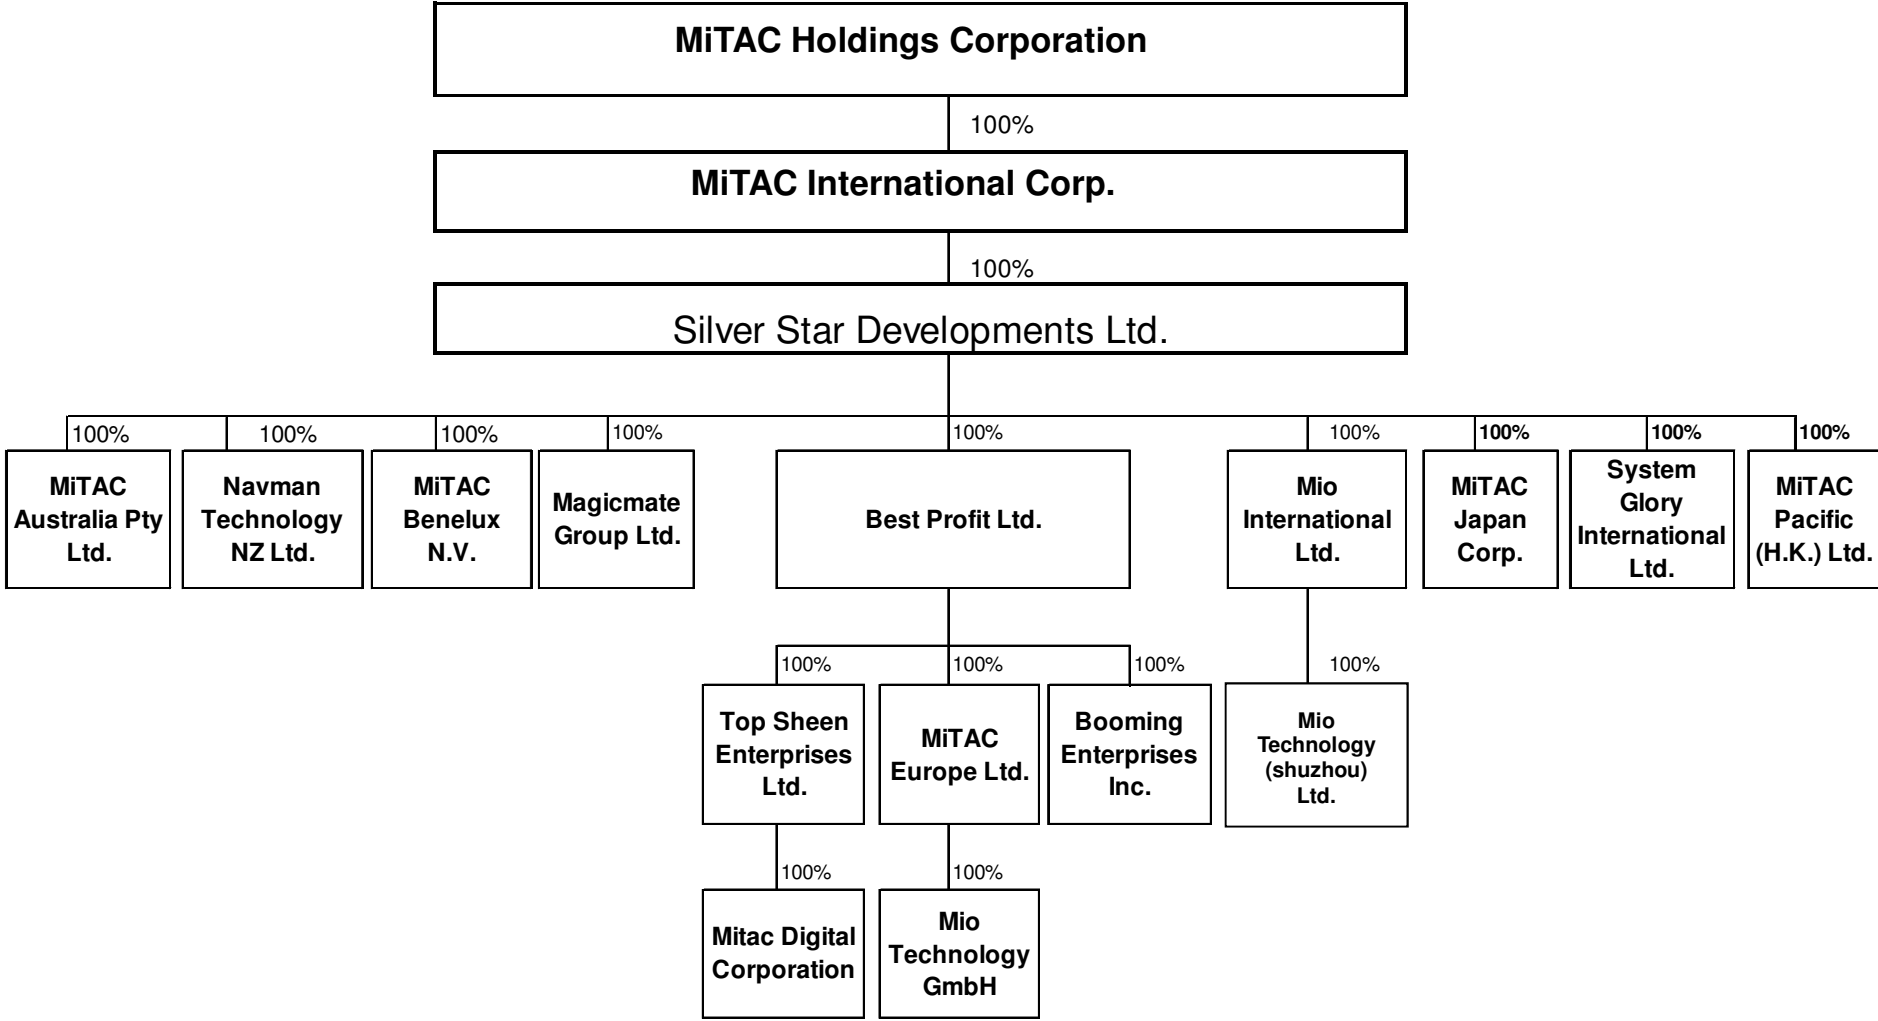 MiTAC Holdings Corporation
100%
MiTAC International Corp.
100%
Silver Star Developments Ltd.
100%
100%
100%
100%
100%
100%
100%
100%
100%
MiTAC
Australia Pty
Ltd.
Navman
Technology
NZ Ltd.
MiTAC
Benelux
N.V.
Magicmate
Group Ltd.
Best Profit Ltd.
Mio
International
Ltd.
MiTAC
Japan
Corp.
System
Glory
International
Ltd.
MiTAC
Pacific
(H.K.) Ltd.
100%
100%
100%
100%
Top Sheen
Enterprises
Ltd.
MiTAC
Europe Ltd.
Booming
Enterprises
Inc.
Mio
Technology
(shuzhou)
Ltd.
100%
100%
Mitac Digital
Corporation
Mio
Technology
GmbH